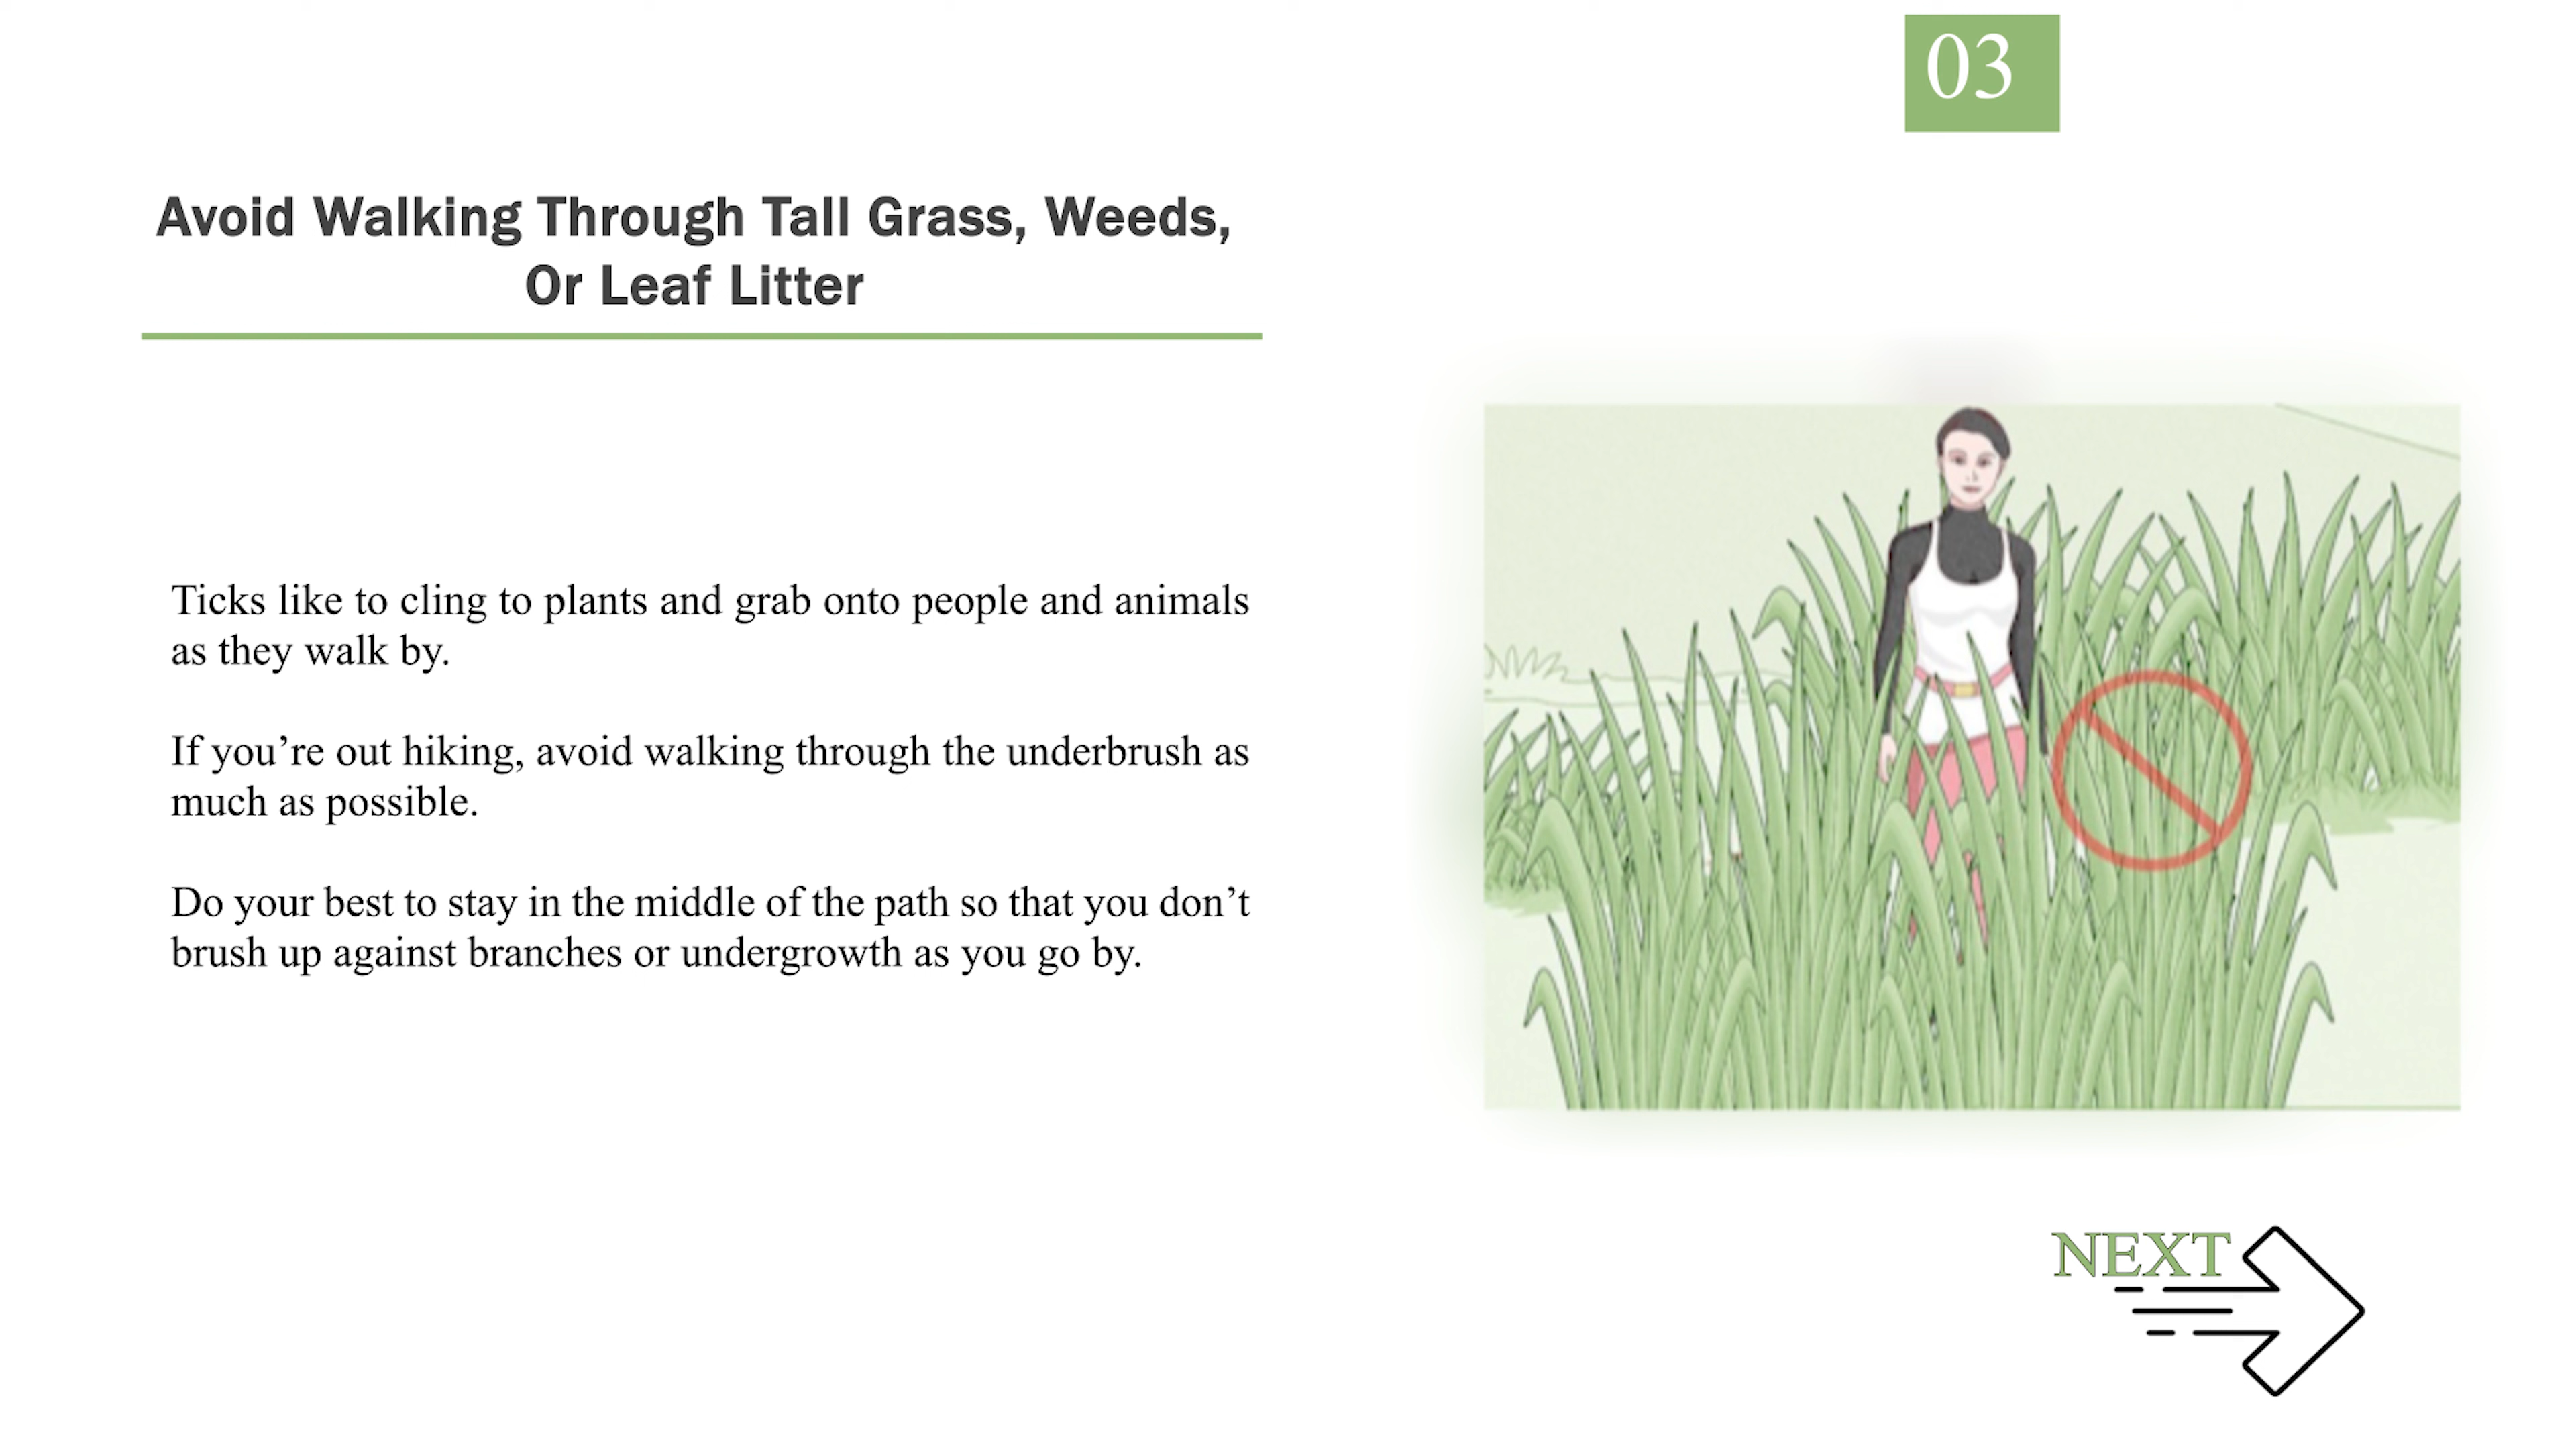 03
Avoid Walking Through Tall Grass, Weeds,
Or Leaf Litter
Ticks like to cling to plants and grab onto people and animals
as they walk by.
If you’re out hiking, avoid walking through the underbrush as
much as possible.
Do your best to stay in the middle of the path so that you don’t
brush up against branches or undergrowth as you go by.
NEXT